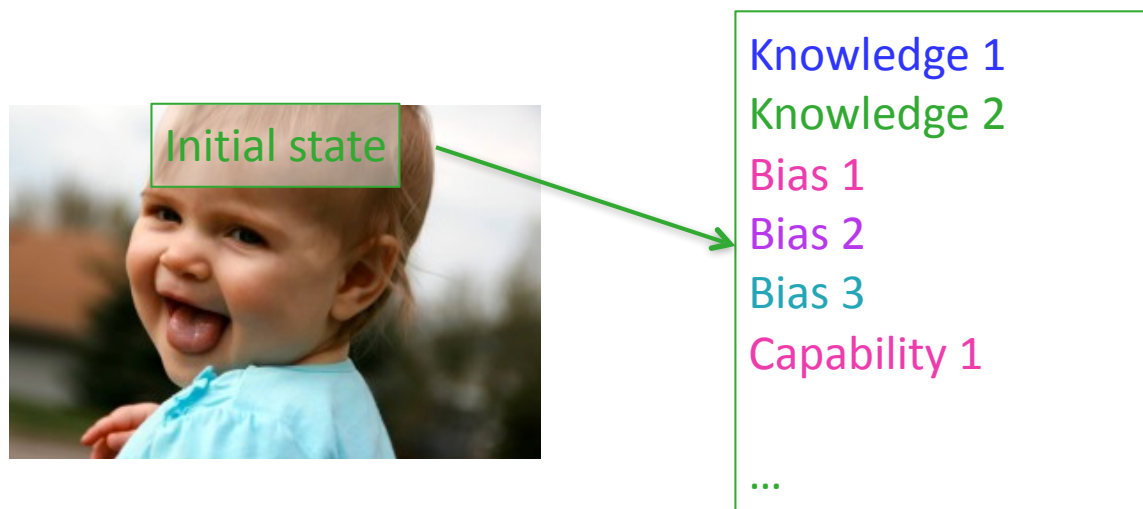 Initial state
Knowledge 1
Knowledge 2
Bias 1
Bias 2
Bias 3
Capability 1
...